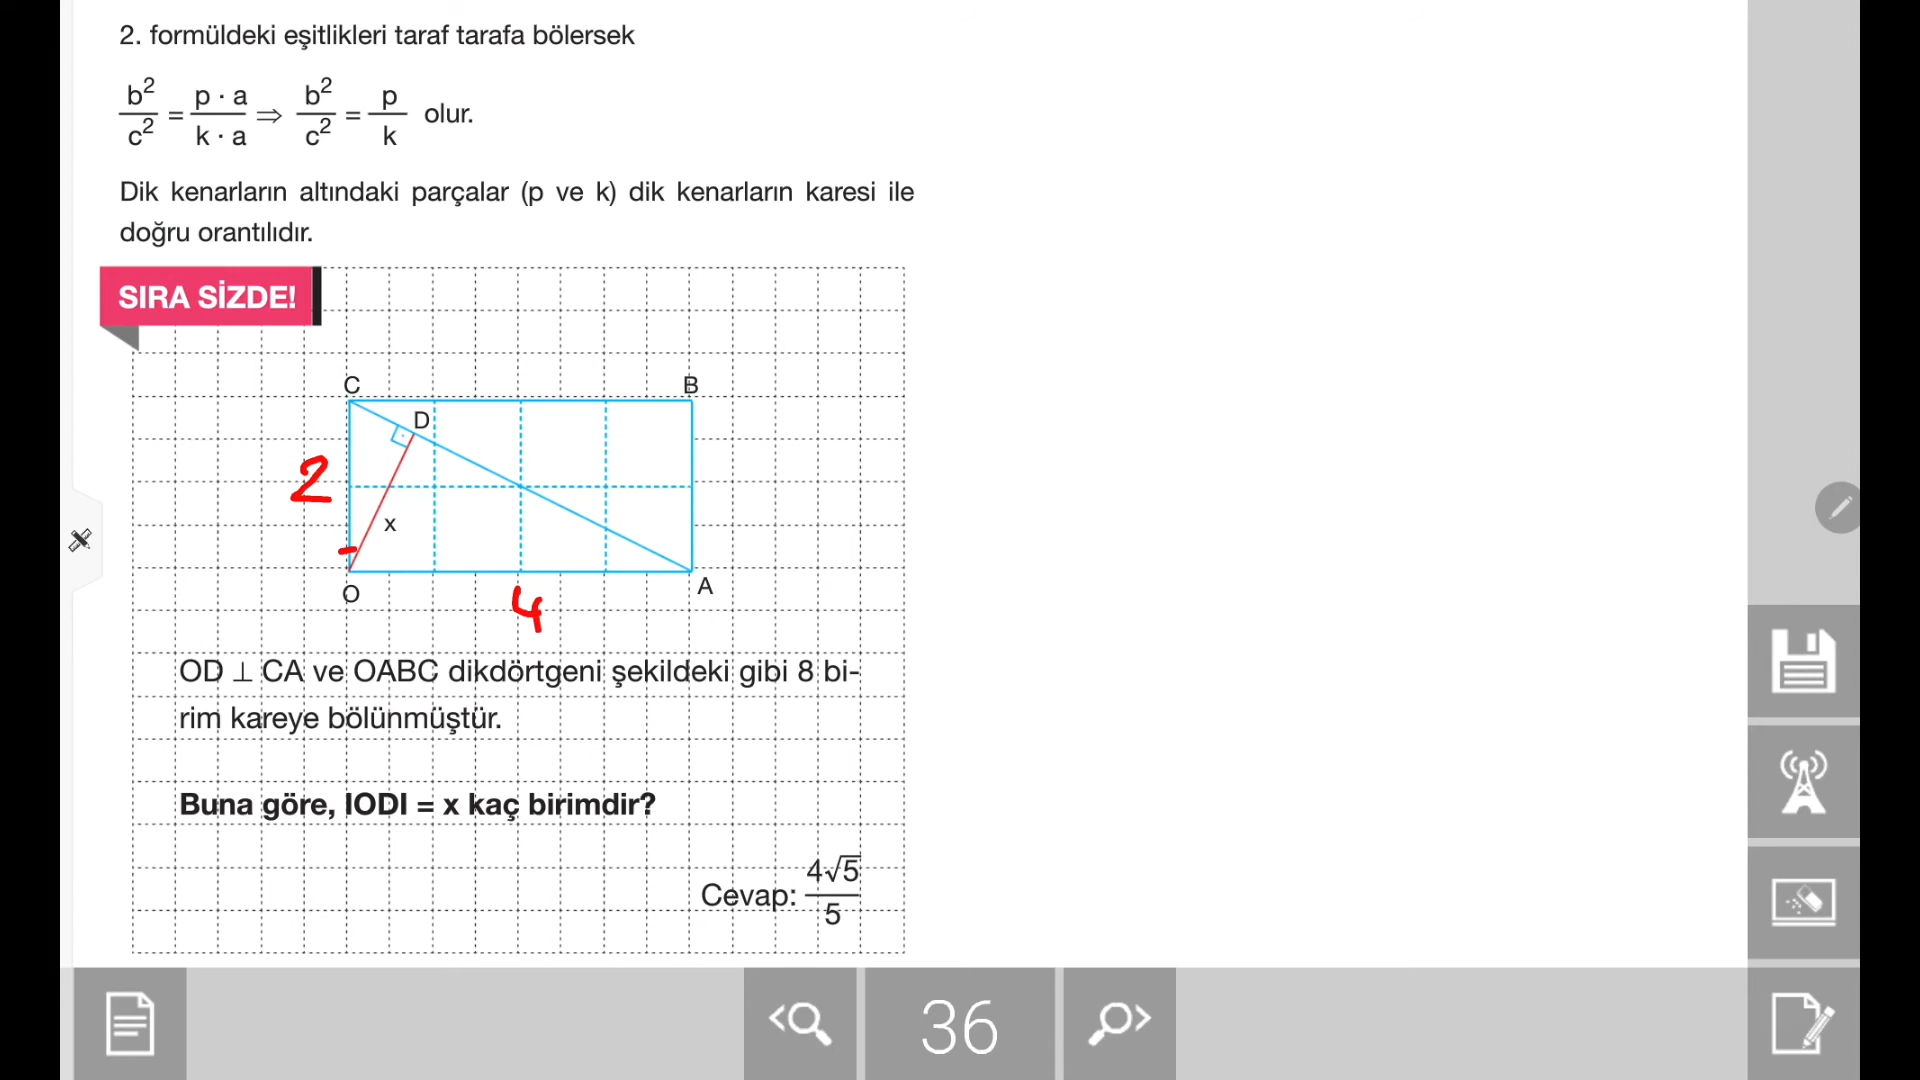 2. formüldeki eşitlikleri taraf tarafa bölersek
b²/c² = p · a/k · a ⇒ b²/c² = p/k olur.
Dik kenarların altındaki parçalar (p ve k) dik kenarların karesi ile
doğru orantılıdır.
SIRA SİZDE!
C
B
D
2
x
O
A
4
OD ⊥ CA ve OABC dikdörtgeni şekildeki gibi 8 bi-
rim kareye bölünmüştür.
Buna göre, IODI = x kaç birimdir?
Cevap: 4√5/5
36